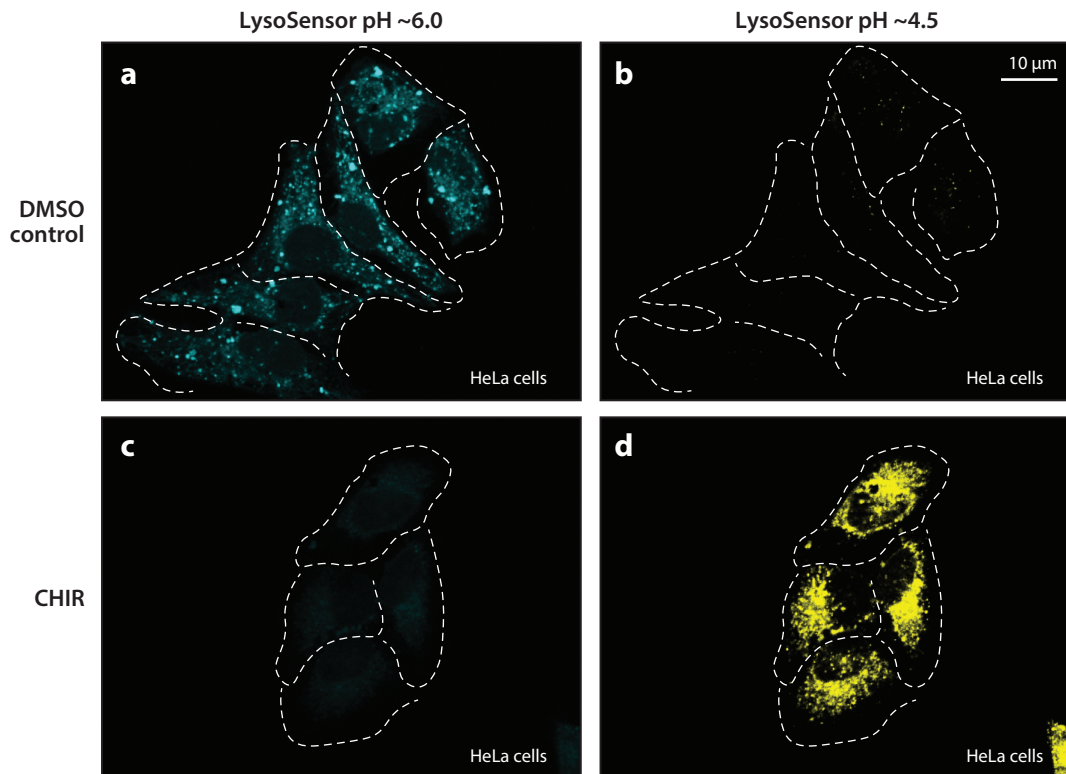 LysoSensor pH ~6.0
LysoSensor pH ~4.5
DMSO
control
a
HeLa cells
b
10 μm
HeLa cells
CHIR
c
HeLa cells
d
HeLa cells